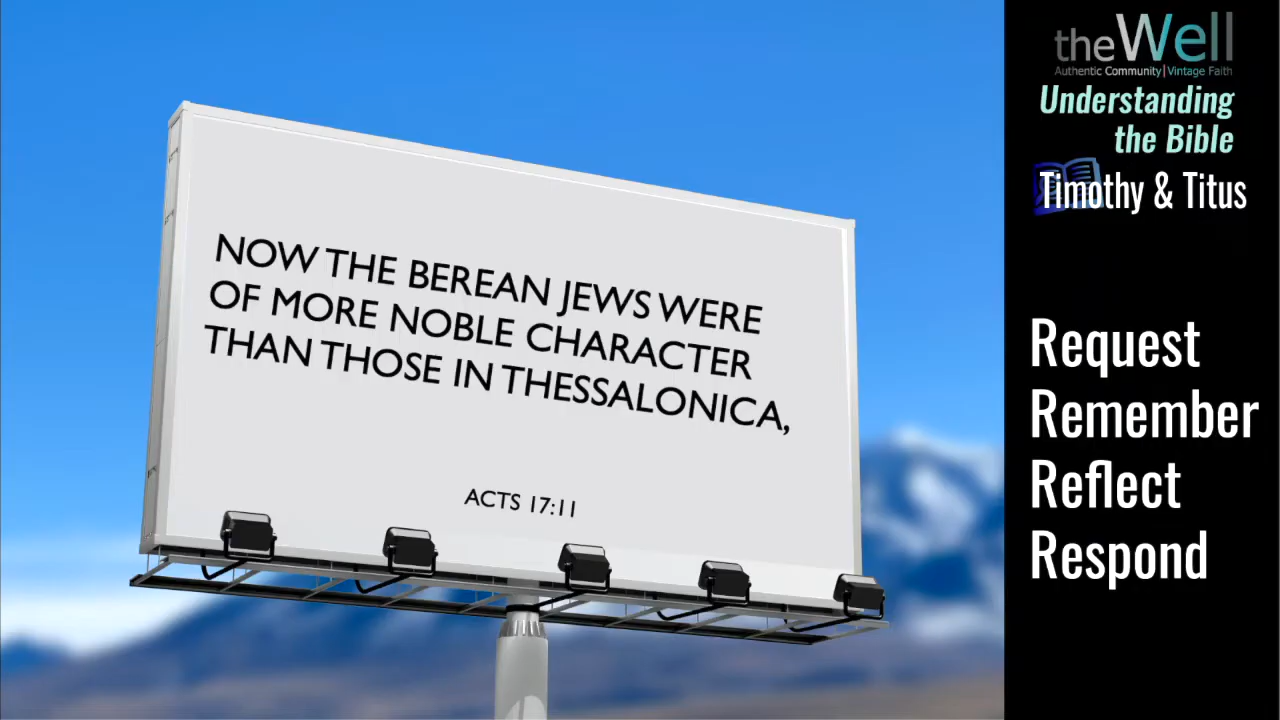 NOW THE BEREAN JEWS WERE
OF MORE NOBLE CHARACTER
THAN THOSE IN THESSALONICA,
ACTS 17:11
theWell
Authentic Community|Vintage Faith
Understanding
the Bible
Timothy & Titus
Request
Remember
Reflect
Respond